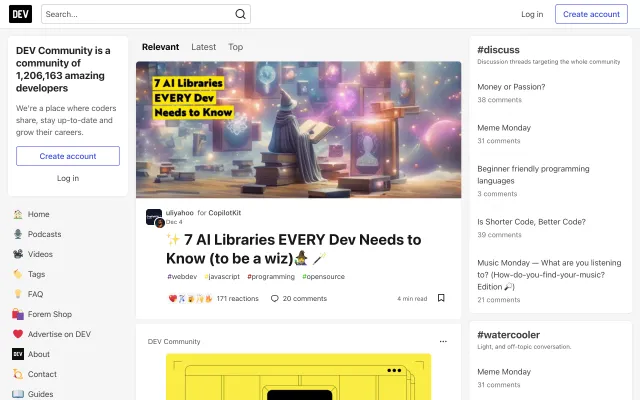 DEV
Search...
Log in
Create account
DEV Community is a
community of
1,206,163 amazing
developers
We're a place where coders
share, stay up-to-date and
grow their careers.
Create account
Log in
Home
Podcasts
Videos
Tags
FAQ
Forem Shop
Advertise on DEV
DEV About
Contact
Guides
Relevant Latest Top
7 AI Libraries
EVERY Dev
Needs to Know
uliyahoo for CopilotKit
Dec 4
✨ 7 AI Libraries EVERY Dev Needs to
Know (to be a wiz)🧙🪄
#webdev #javascript #programming #opensource
171 reactions 20 comments 4 min read
DEV Community
#discuss
Discussion threads targeting the whole community
Money or Passion?
38 comments
Meme Monday
31 comments
Beginner friendly programming
languages
3 comments
Is Shorter Code, Better Code?
39 comments
Music Monday — What are you listening
to? (How-do-you-find-your-music?
Edition 🔎)
21 comments
#watercooler
Light, and off-topic conversation.
Meme Monday
31 comments